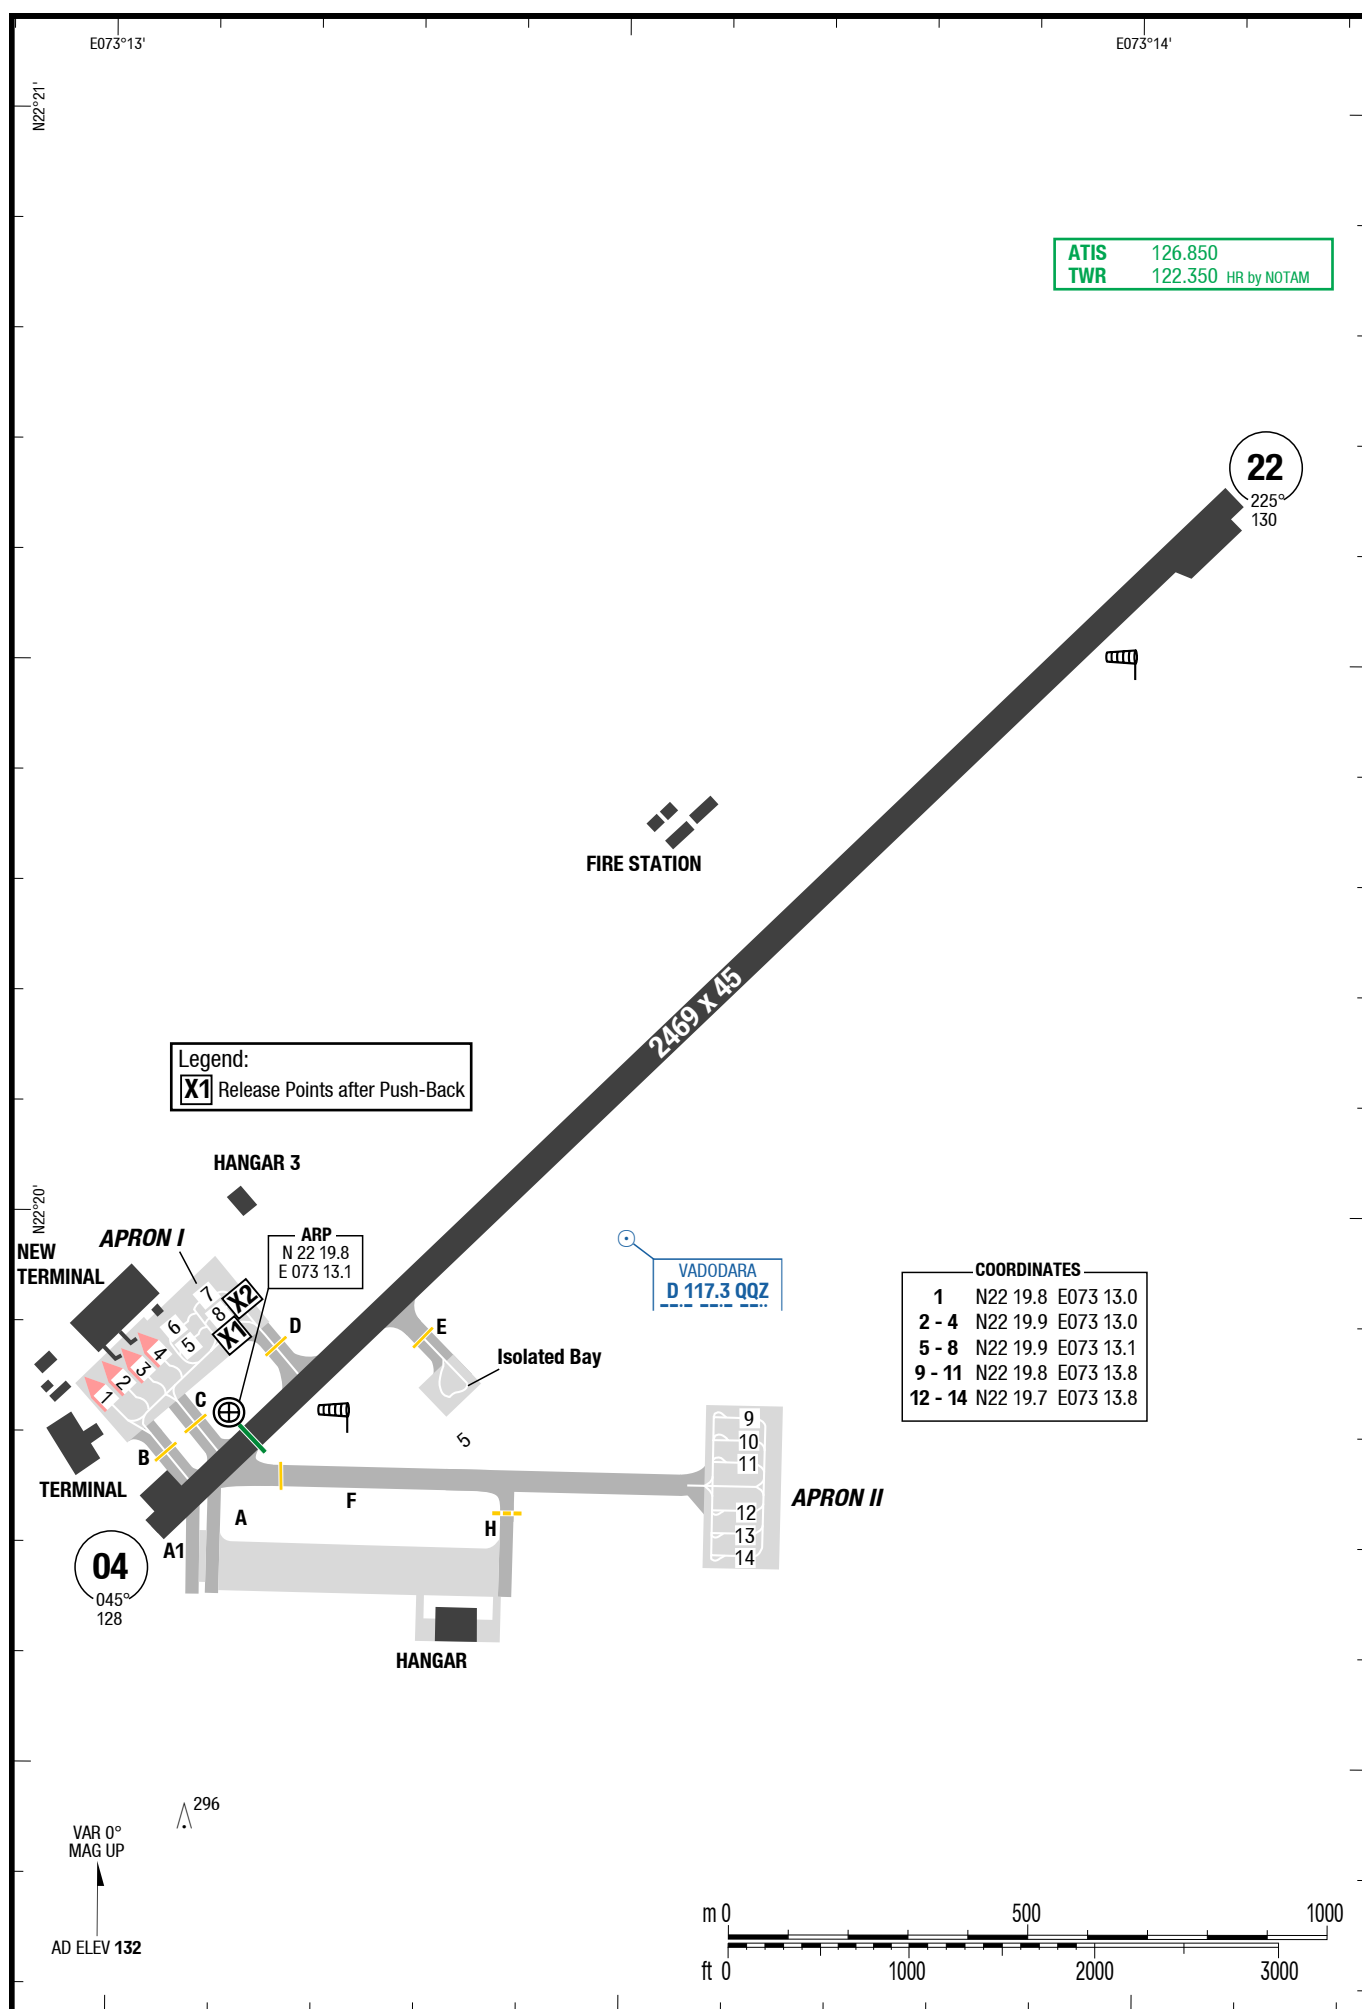 E073°13'
E073°14'
N22°21'
ATIS 126.850
TWR 122.350 HR by NOTAM
22
225°
130
FIRE STATION
2469 x 45
Legend:
X1 Release Points after Push-Back
HANGAR 3
N22°20'
APRON I
ARP
N 22 19.8
E 073 13.1
NEW
TERMINAL
VADODARA
D 117.3 QQZ
COORDINATES
1 N22 19.8 E073 13.0
2 - 4 N22 19.9 E073 13.0
5 - 8 N22 19.9 E073 13.1
9 - 11 N22 19.8 E073 13.8
12 - 14 N22 19.7 E073 13.8
7
X2
8
6
X1
5
4
3
2
1
D
E
Isolated Bay
C
B
5
9
10
11
12
13
14
APRON II
TERMINAL
F
A
H
A1
04
045°
128
HANGAR
296
VAR 0°
MAG UP
AD ELEV 132
m 0 500 1000
ft 0 1000 2000 3000